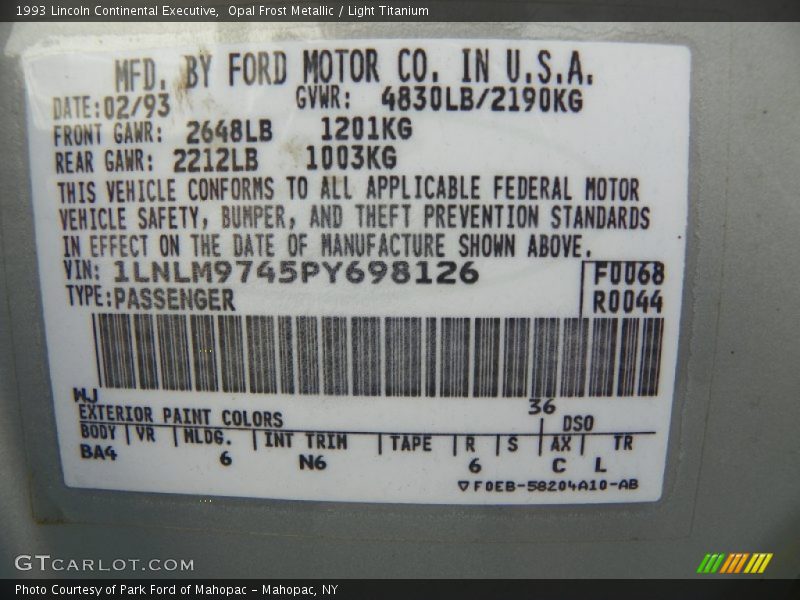 1993 Lincoln Continental Executive,  Opal Frost Metallic / Light Titanium
MFD. BY FORD MOTOR CO. IN U.S.A.
DATE:02/93 GVWR: 4830LB/2190KG
FRONT GAWR: 2648LB 1201KG
REAR GAWR: 2212LB 1003KG
THIS VEHICLE CONFORMS TO ALL APPLICABLE FEDERAL MOTOR
VEHICLE SAFETY, BUMPER, AND THEFT PREVENTION STANDARDS
IN EFFECT ON THE DATE OF MANUFACTURE SHOWN ABOVE.
VIN: 1LNLM9745PY698126 F0068
TYPE:PASSENGER R0044
WJ 36
EXTERIOR PAINT COLORS DSO
BODY VR MLDG. INT TRIM TAPE R S AX TR
BA4 6 N6 6 C L
▽F0EB-58204A10-AB
GTCARLOT.COM
Photo Courtesy of Park Ford of Mahopac – Mahopac, NY